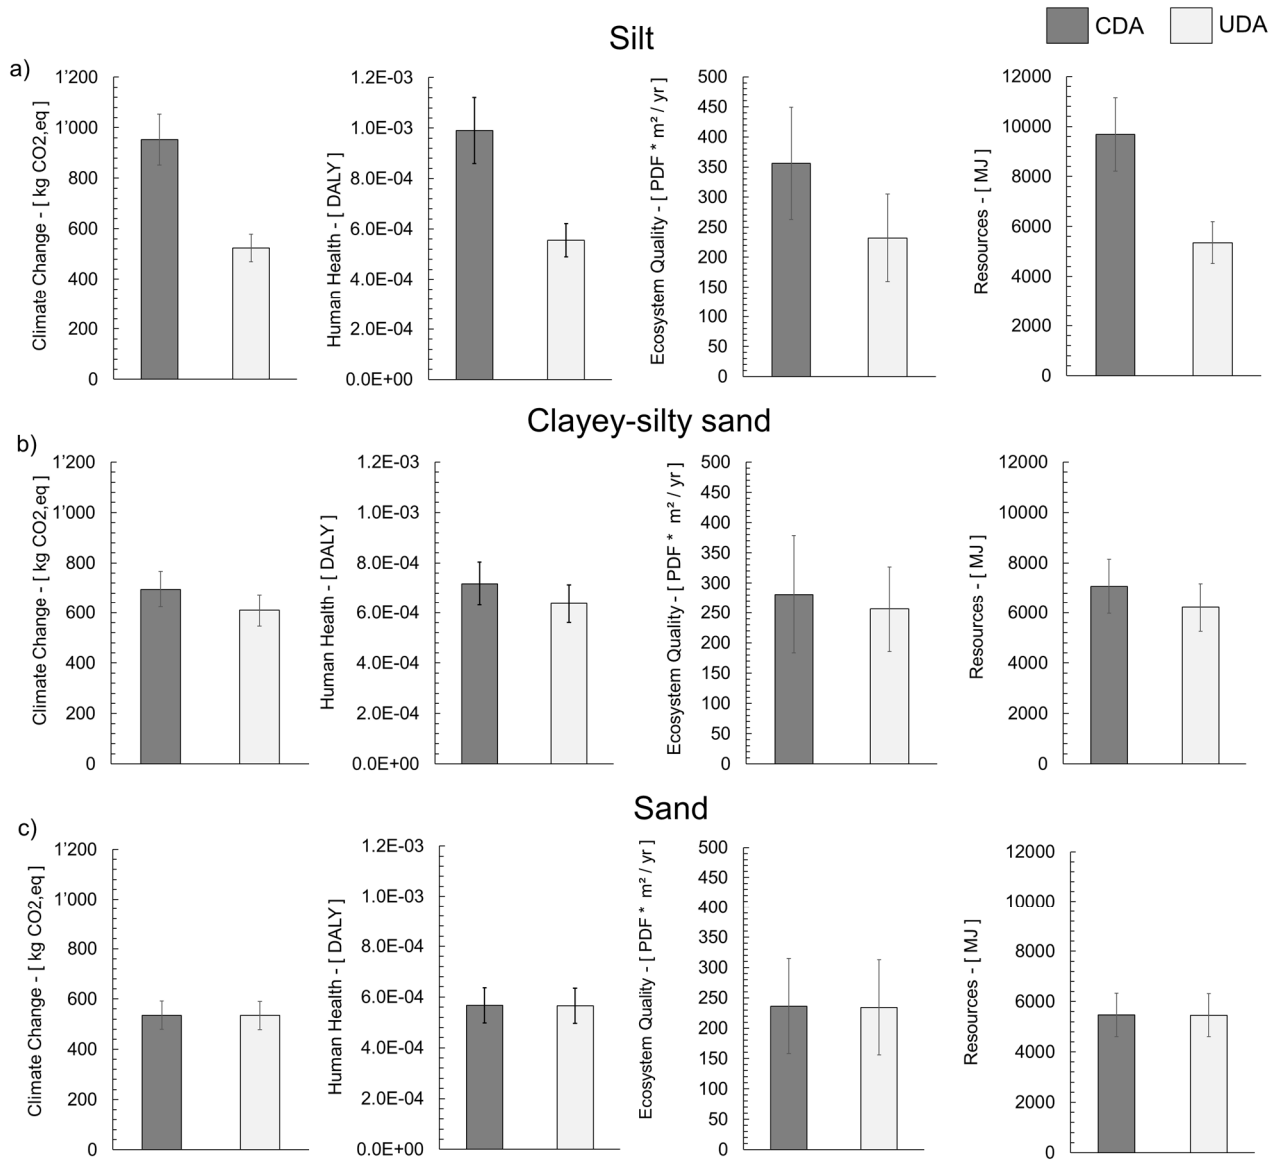 CDA UDA
Silt
a)
Climate Change - [ kg CO2,eq]
1'200
1'000
800
600
400
200
0
Human Health - [ DALY ]
1.2E-03
1.0E-03
8.0E-04
6.0E-04
4.0E-04
2.0E-04
0.0E+00
Ecosystem Quality - [ PDF * m² / yr ]
500
450
400
350
300
250
200
150
100
50
0
Resources - [ MJ ]
12000
10000
8000
6000
4000
2000
0
Clayey-silty sand
b)
Climate Change - [ kg CO2,eq]
1'200
1'000
800
600
400
200
0
Human Health - [ DALY ]
1.2E-03
1.0E-03
8.0E-04
6.0E-04
4.0E-04
2.0E-04
0.0E+00
Ecosystem Quality - [ PDF * m² / yr ]
500
450
400
350
300
250
200
150
100
50
0
Resources - [ MJ ]
12000
10000
8000
6000
4000
2000
0
Sand
c)
Climate Change - [ kg CO2,eq ]
1'200
1'000
800
600
400
200
0
Human Health - [ DALY ]
1.2E-03
1.0E-03
8.0E-04
6.0E-04
4.0E-04
2.0E-04
0.0E+00
Ecosystem Quality - [ PDF * m² / yr ]
500
450
400
350
300
250
200
150
100
50
0
Resources - [ MJ ]
12000
10000
8000
6000
4000
2000
0